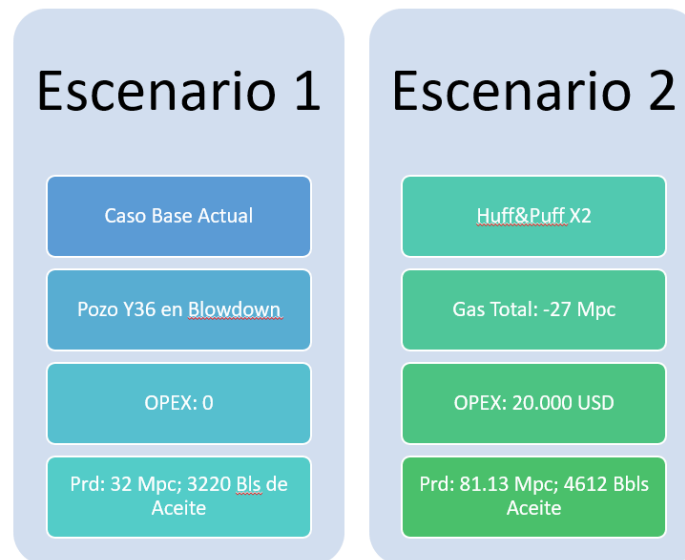 Escenario 1
Caso Base Actual
Pozo Y36 en Blowdown
OPEX: 0
Prd: 32 Mpc; 3220 Bls de
Aceite
Escenario 2
Huff&Puff X2
Gas Total: -27 Mpc
OPEX: 20.000 USD
Prd: 81.13 Mpc; 4612 Bbls
Aceite